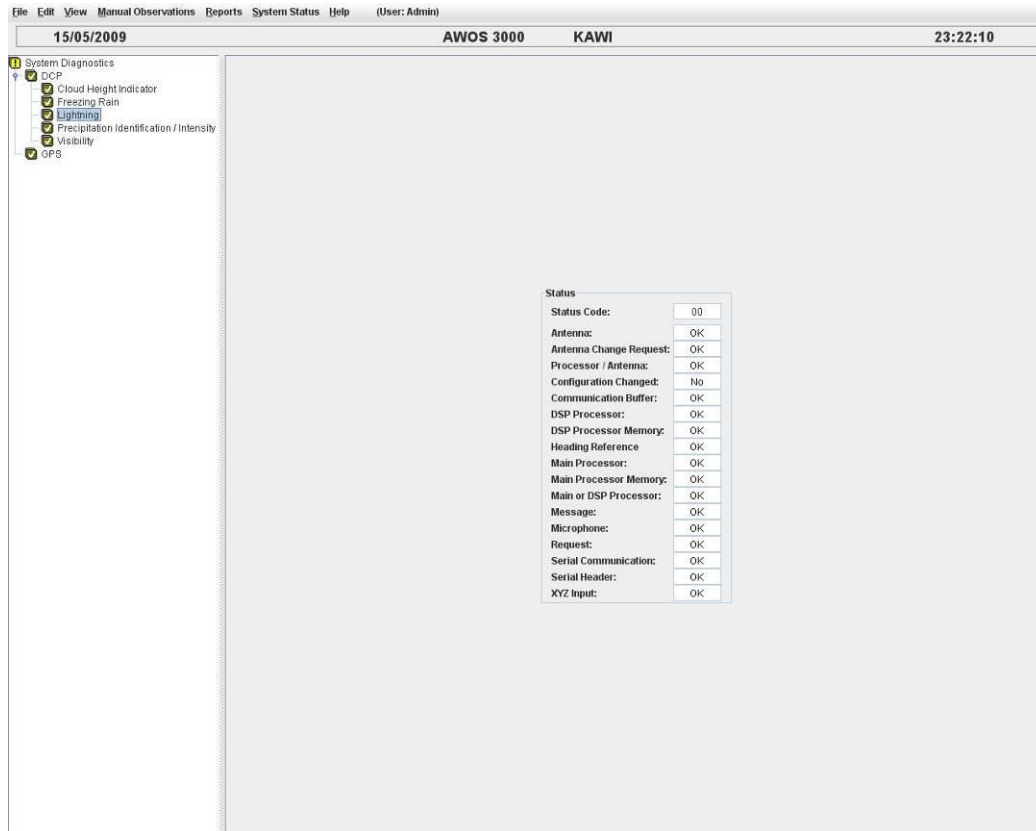 File Edit View Manual Observations Reports System Status Help (User: Admin)
15/05/2009 AWOS 3000 KAWI 23:22:10
System Diagnostics
DCP
Cloud Height Indicator
Freezing Rain
Lightning
Precipitation Identification / Intensity
Visibility
GPS
Status
Status Code: 00
Antenna: OK
Antenna Change Request: OK
Processor / Antenna: OK
Configuration Changed: No
Communication Buffer: OK
DSP Processor: OK
DSP Processor Memory: OK
Heading Reference OK
Main Processor: OK
Main Processor Memory: OK
Main or DSP Processor: OK
Message: OK
Microphone: OK
Request: OK
Serial Communication: OK
Serial Header: OK
XYZ Input: OK